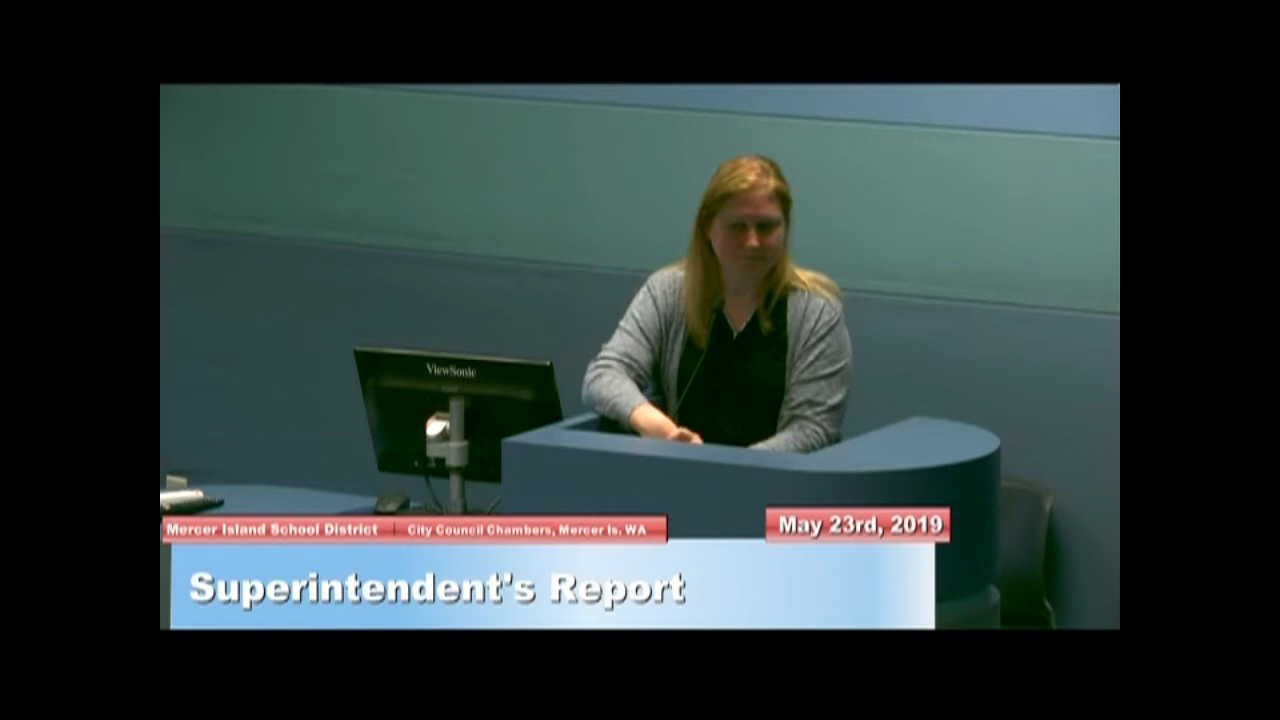 ViewSonic
Mercer Island School District | City Council Chambers, Mercer Is, WA
May 23rd, 2019
Superintendent's Report